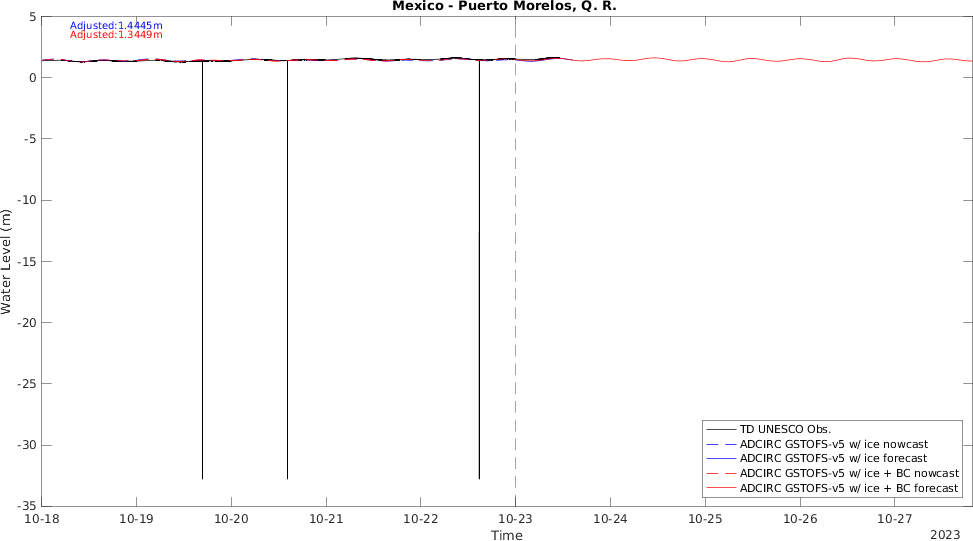 Mexico - Puerto Morelos, Q. R.
Adjusted:1.4445m
Adjusted:1.3449m
5
0
-5
-10
-15
-20
-25
-30
-35
Water Level (m)
10-18 10-19 10-20 10-21 10-22 10-23 10-24 10-25 10-26 10-27
Time
2023
TD UNESCO Obs.
ADCIRC GSTOFS-v5 w/ ice nowcast
ADCIRC GSTOFS-v5 w/ ice forecast
ADCIRC GSTOFS-v5 w/ ice + BC nowcast
ADCIRC GSTOFS-v5 w/ ice + BC forecast